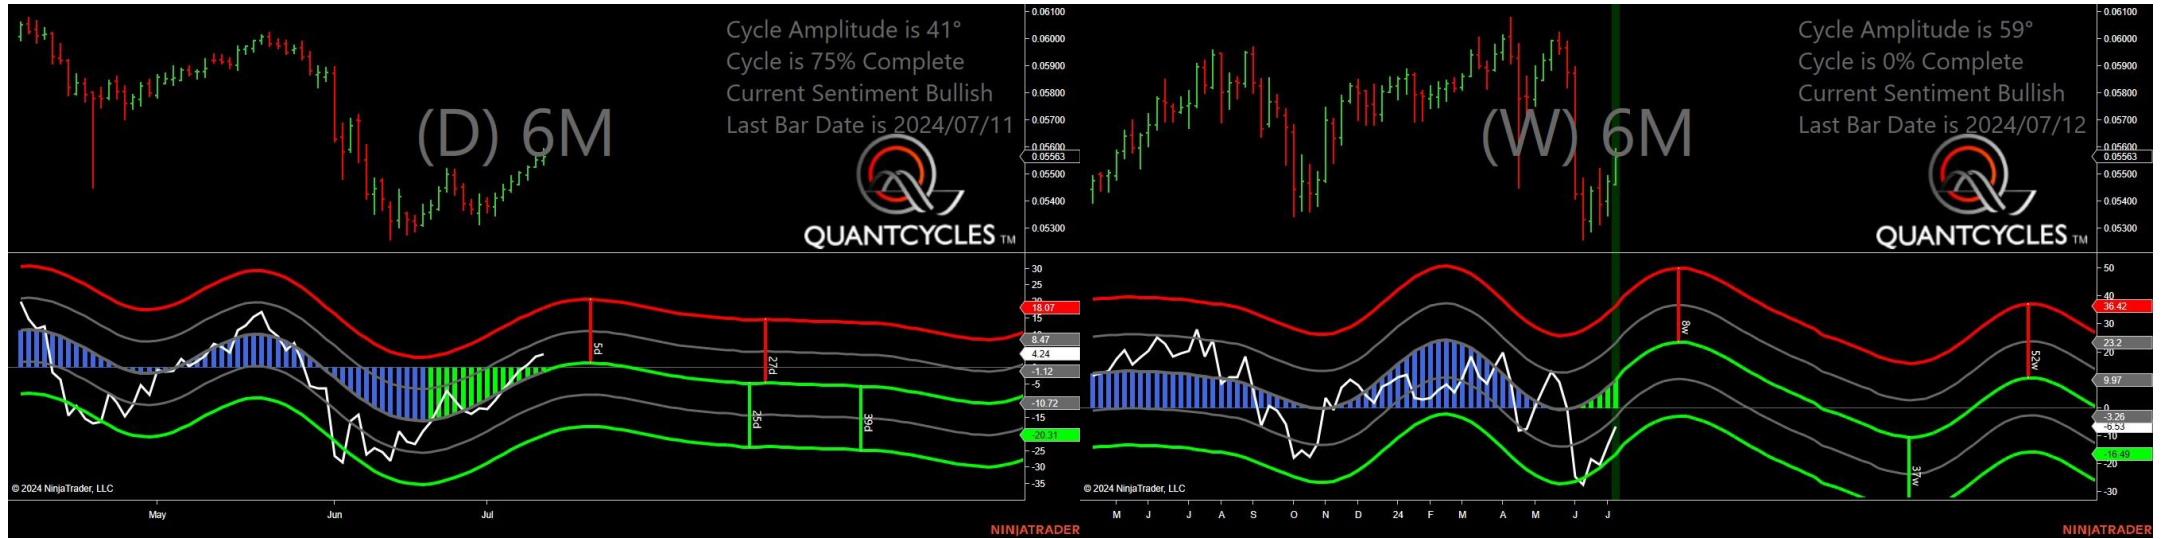 Cycle Amplitude is 41°
Cycle is 75% Complete
Current Sentiment Bullish
Last Bar Date is 2024/07/11
(D) 6M
QUANTCYCLES TM
0.06100
0.06000
0.05900
0.05800
0.05700
0.05600
0.05563
0.05500
0.05400
0.05300
30
25
18.07
15
8.47
4.24
-1.12
-5
-10.72
-15
-20.31
-25
-30
-35
5d
27d
25d
39d
© 2024 NinjaTrader, LLC
May Jun Jul
NINJATRADER
Cycle Amplitude is 59°
Cycle is 0% Complete
Current Sentiment Bullish
Last Bar Date is 2024/07/12
(W) 6M
QUANTCYCLES TM
0.06100
0.06000
0.05900
0.05800
0.05700
0.05600
0.05563
0.05500
0.05400
0.05300
50
40
36.42
30
23.2
20
9.97
0
-3.26
-6.53
-10
-16.49
-20
-30
8w
52w
37w
© 2024 NinjaTrader, LLC
M J J A S O N D 24 F M A M J J
NINJATRADER